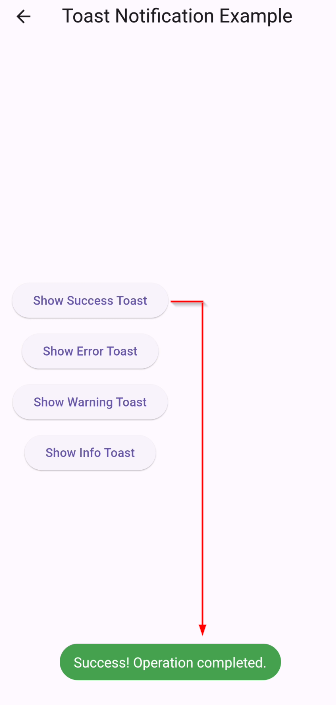 Toast Notification Example
Show Success Toast
Show Error Toast
Show Warning Toast
Show Info Toast
Success! Operation completed.